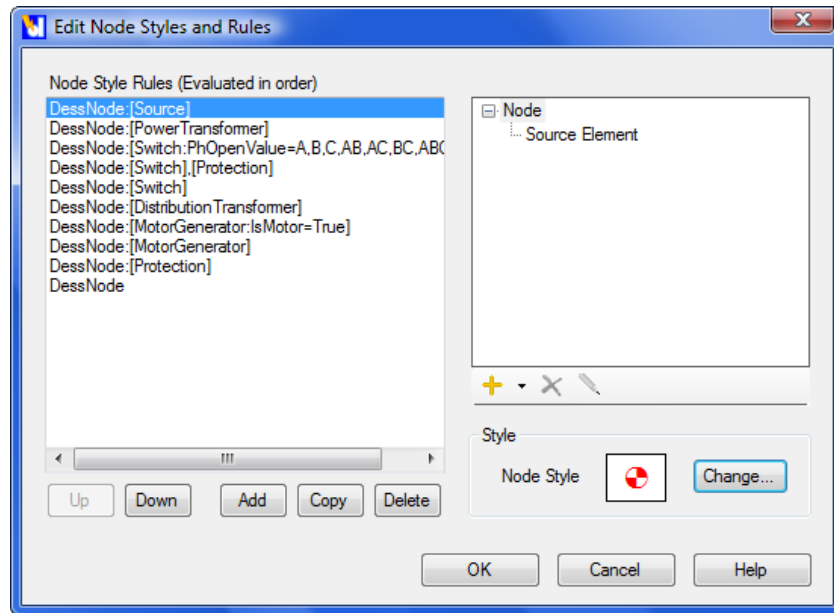 Edit Node Styles and Rules
Node Style Rules (Evaluated in order)
DessNode:[Source]
DessNode:[PowerTransformer]
DessNode:[Switch:PhOpenValue=A,B,C,AB,AC,BC,ABC
DessNode:[Switch],[Protection]
DessNode:[Switch]
DessNode:[DistributionTransformer]
DessNode:[MotorGenerator:IsMotor=True]
DessNode:[MotorGenerator]
DessNode:[Protection]
DessNode
Node
Source Element
Style
Node Style
Change...
Up
Down
Add
Copy
Delete
OK
Cancel
Help